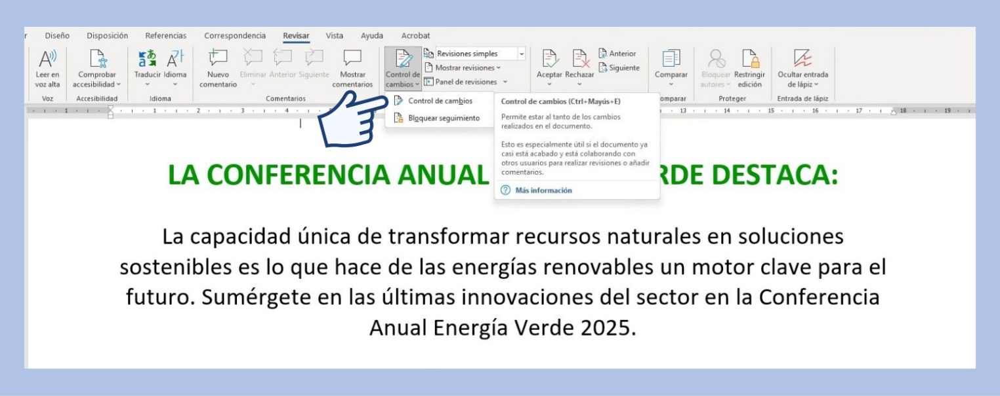 r Diseño Disposición Referencias Correspondencia Revisar Vista Ayuda Acrobat
Leer en voz alta
Comprobar accesibilidad
Traducir Idioma
Nuevo comentario
Eliminar Anterior Siguiente
Mostrar comentarios
Control de cambios
Revisiones simples
Mostrar revisiones
Panel de revisiones
Aceptar Rechazar
Anterior
Siguiente
Comparar
Bloquear autores
Restringir edición
Ocultar entrada de lápiz
Voz Accesibilidad Idioma Comentarios omparar Proteger Entrada de lápiz
1 1 2 3 4 5 13 14 15 16 17 18 19
Control de cambios
Bloquear seguimiento
Control de cambios (Ctrl+Mayús+E)
Permite estar al tanto de los cambios
realizados en el documento.
Esto es especialmente útil si el documento ya
casi está acabado y está colaborando con
otros usuarios para realizar revisiones o añadir
comentarios.
Más información
LA CONFERENCIA ANUAL RDE DESTACA:
La capacidad única de transformar recursos naturales en soluciones
sostenibles es lo que hace de las energías renovables un motor clave para el
futuro. Sumérgete en las últimas innovaciones del sector en la Conferencia
Anual Energía Verde 2025.